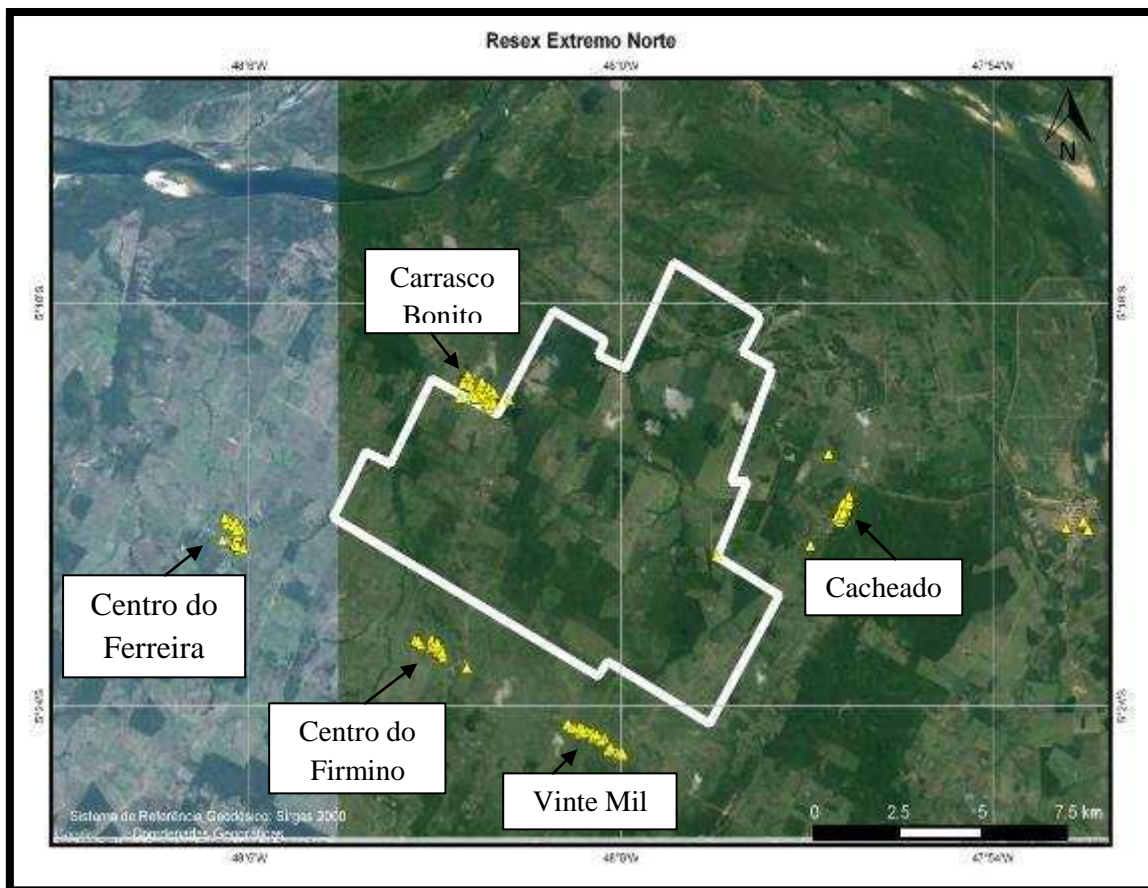 Resex Extremo Norte
48°6'W 48°0'W 47°54'W
N
Carrasco
Bonito
5°18'S 5°18'S
Cacheado
Centro do
Ferreira
5°24'S 5°24'S
Centro do
Firmino
Vinte Mil
Sistema de Referência Geodésico: Sirgas 2000
Coordenadas Geográficas
0 2.5 5 7.5 km
48°6'W 48°0'W 47°54'W